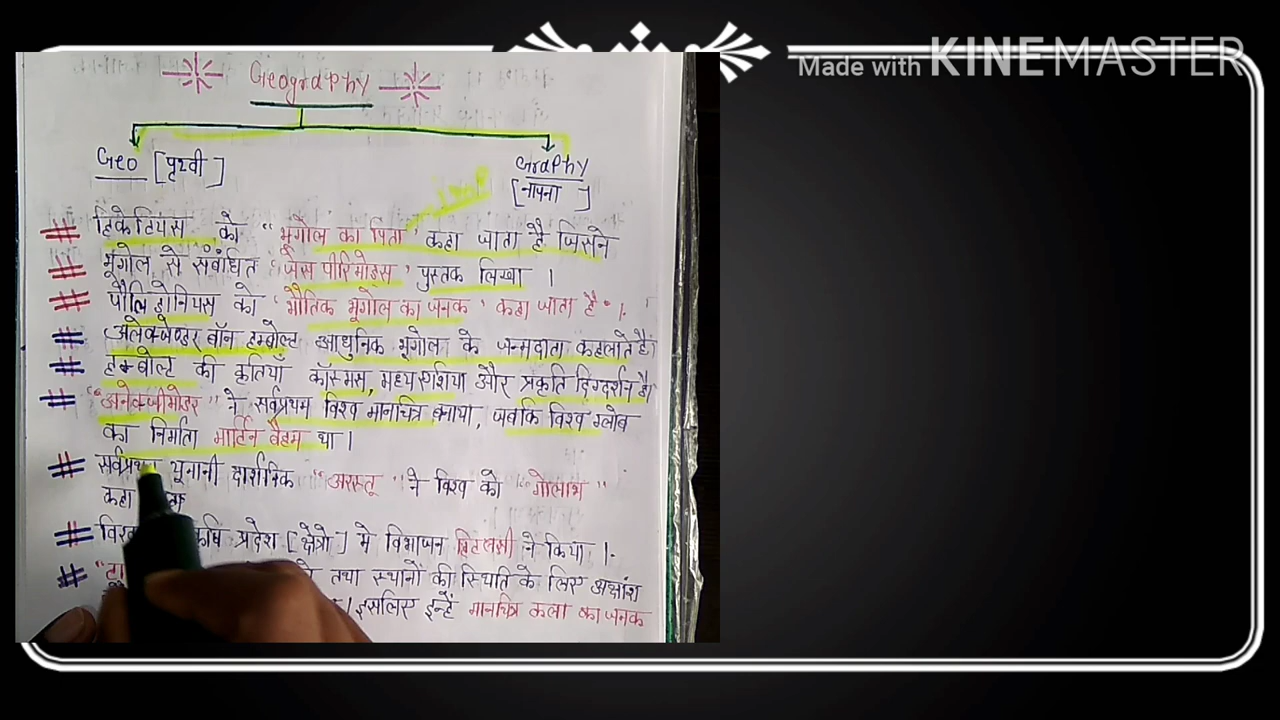 Made with KINEMASTER
Geography
Geo [पृथ्वी]
Graphy
[नापना]
हिकेटियस को "भूगोल का पिता' कहा जाता है जिसने
भूगोल से संबंधित 'जैस पीरिमोड्स' पुस्तक लिखा ।
पौलिडोनियस को 'भौतिक भूगोल का जनक' कहा जाता है ।
अलेक्जेण्डर वॉन हम्बोल्ट आधुनिक भूगोल के जन्मदाता कहलाते है।
हम्बोल्ट की कृतियाँ कॉस्मस, मध्य एशिया और प्रकृति दिग्दर्शन है।
"अनेक्जीमोडर" ने सर्वप्रथम विश्व मानचित्र बनाया, जबकि विश्व ग्लोब
का निर्माता मार्टिन बैहम था ।
सर्वप्रथम यूनानी दार्शनिक "अरस्तू" ने विश्व को "गोलाभ"
कहा
कृषि प्रदेश [क्षेत्रो] मे विभाजन ने किया ।
तथा स्थानों की स्थिति के लिए अक्षांश
। इसलिए इन्हें मानचित्र कला का जनक